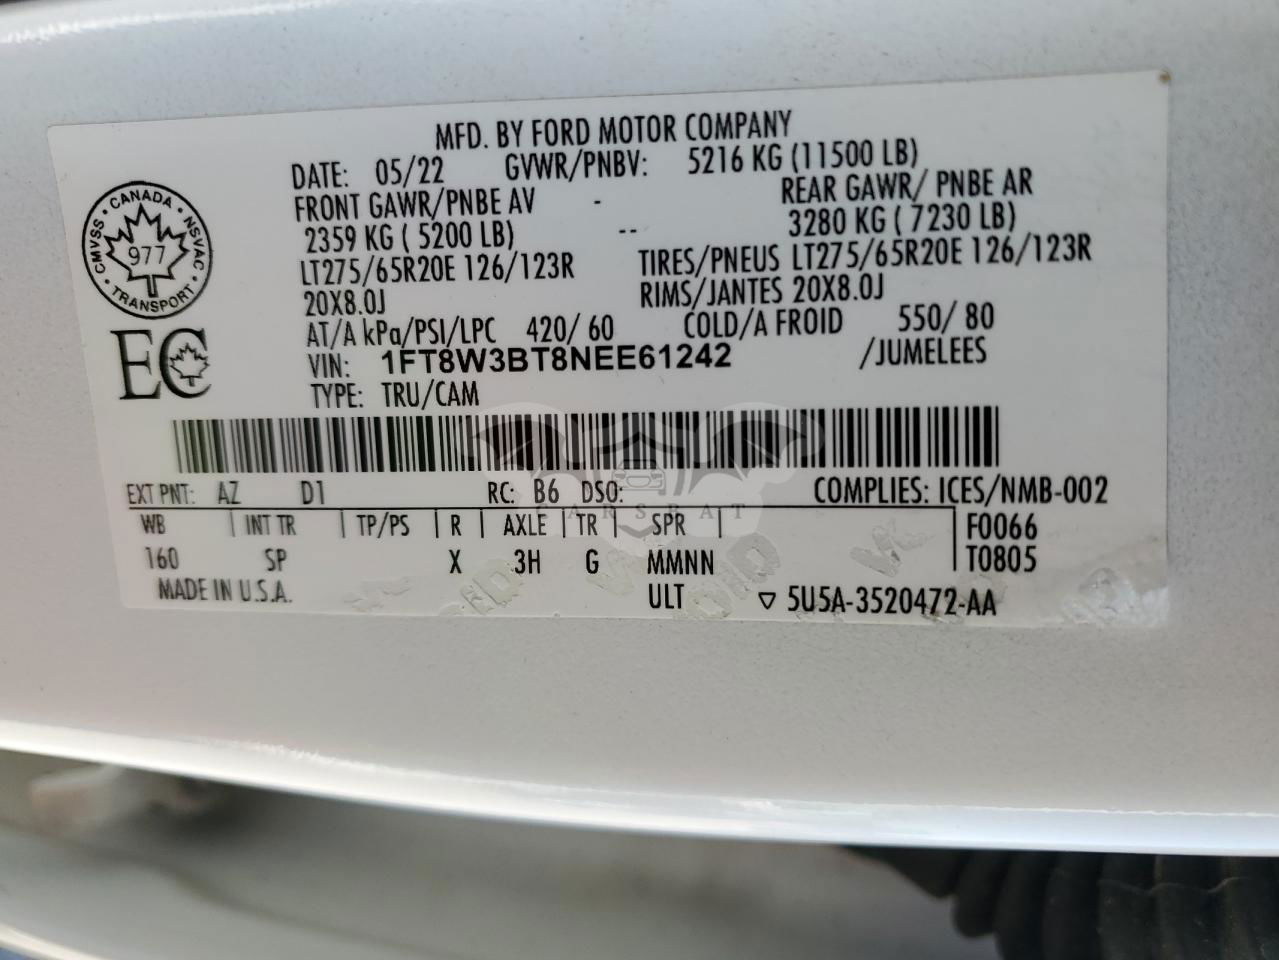 MFD. BY FORD MOTOR COMPANY
DATE: 05/22 GVWR/PNBV: 5216 KG (11500 LB)
FRONT GAWR/PNBE AV - REAR GAWR/ PNBE AR
2359 KG ( 5200 LB) -- 3280 KG ( 7230 LB)
LT275/65R20E 126/123R TIRES/PNEUS LT275/65R20E 126/123R
20X8.0J RIMS/JANTES 20X8.0J
AT/A kPa/PSI/LPC 420/ 60 COLD/A FROID 550/ 80
VIN: 1FT8W3BT8NEE61242 /JUMELEES
TYPE: TRU/CAM
CANADA
CMVSS 977 NSVAC
TRANSPORT
EC
EXT PNT: AZ D1 RC: B6 DSO: COMPLIES: ICES/NMB-002
CARSBAT
WB | INT TR | TP/PS | R | AXLE | TR | SPR | F0066
160 SP X 3H G MMNN T0805
MADE IN U.S.A. ULT ▽ 5U5A-3520472-AA